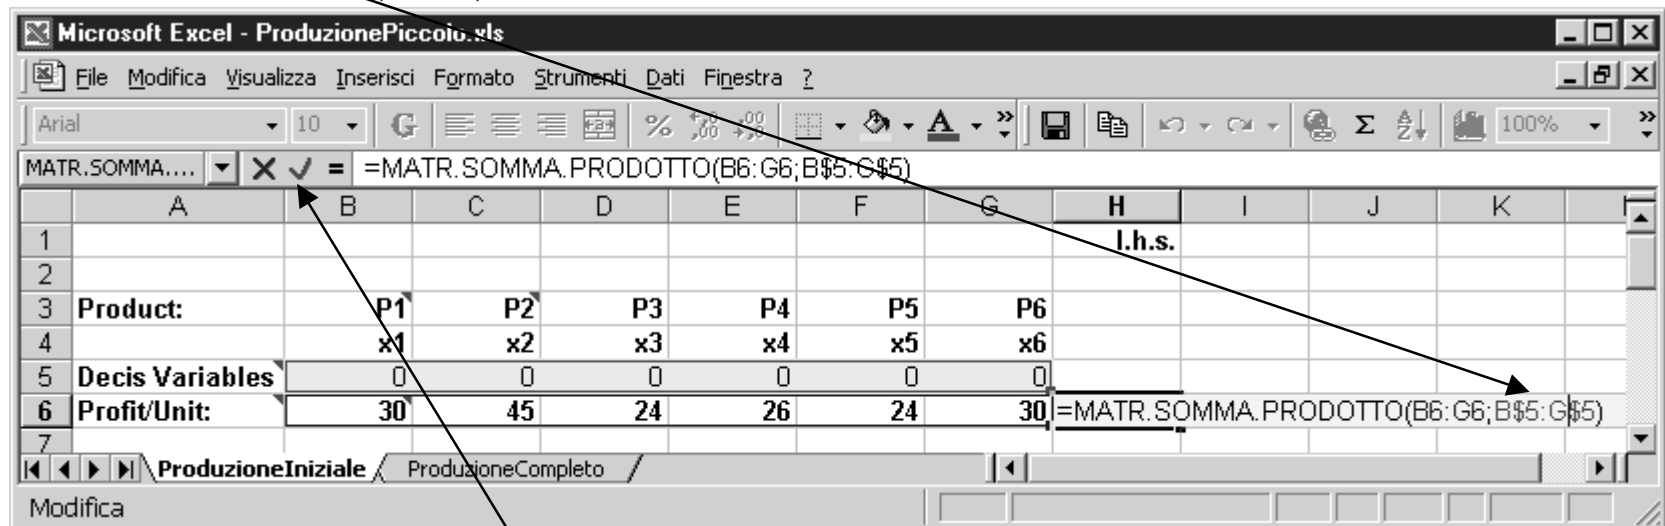 Microsoft Excel - ProduzionePiccolo.xls
File Modifica Visualizza Inserisci Formato Strumenti Dati Finestra ?
Arial 10 G % 100%
MATR.SOMMA.... = =MATR.SOMMA.PRODOTTO(B6:G6;B$5:G$5)
A B C D E F G H I J K
1 l.h.s.
2
3 Product: P1 P2 P3 P4 P5 P6
4 x1 x2 x3 x4 x5 x6
5 Decis Variables 0 0 0 0 0 0
6 Profit/Unit: 30 45 24 26 24 30 =MATR.SOMMA.PRODOTTO(B6:G6;B$5:G$5)
7
ProduzioneIniziale ProduzioneCompleto
Modifica